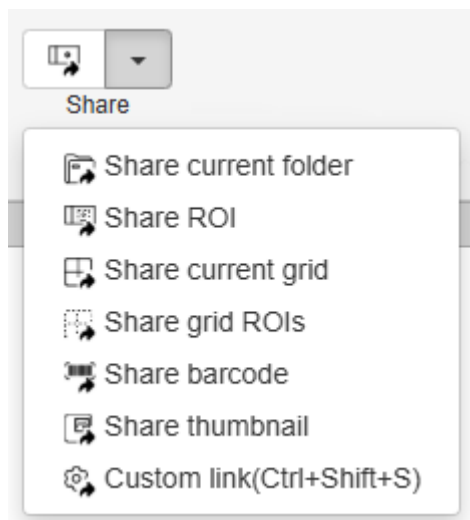 Share
Share current folder
Share ROI
Share current grid
Share grid ROIs
Share barcode
Share thumbnail
Custom link(Ctrl+Shift+S)